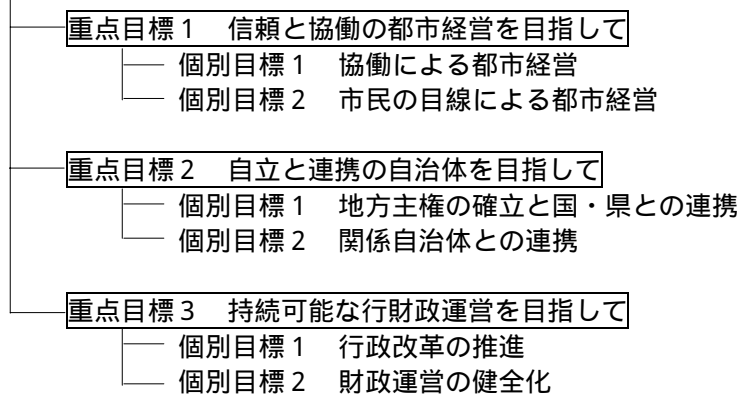 重点目標1　信頼と協働の都市経営を目指して
個別目標1　協働による都市経営
個別目標2　市民の目線による都市経営
重点目標2　自立と連携の自治体を目指して
個別目標1　地方主権の確立と国・県との連携
個別目標2　関係自治体との連携
重点目標3　持続可能な行財政運営を目指して
個別目標1　行政改革の推進
個別目標2　財政運営の健全化